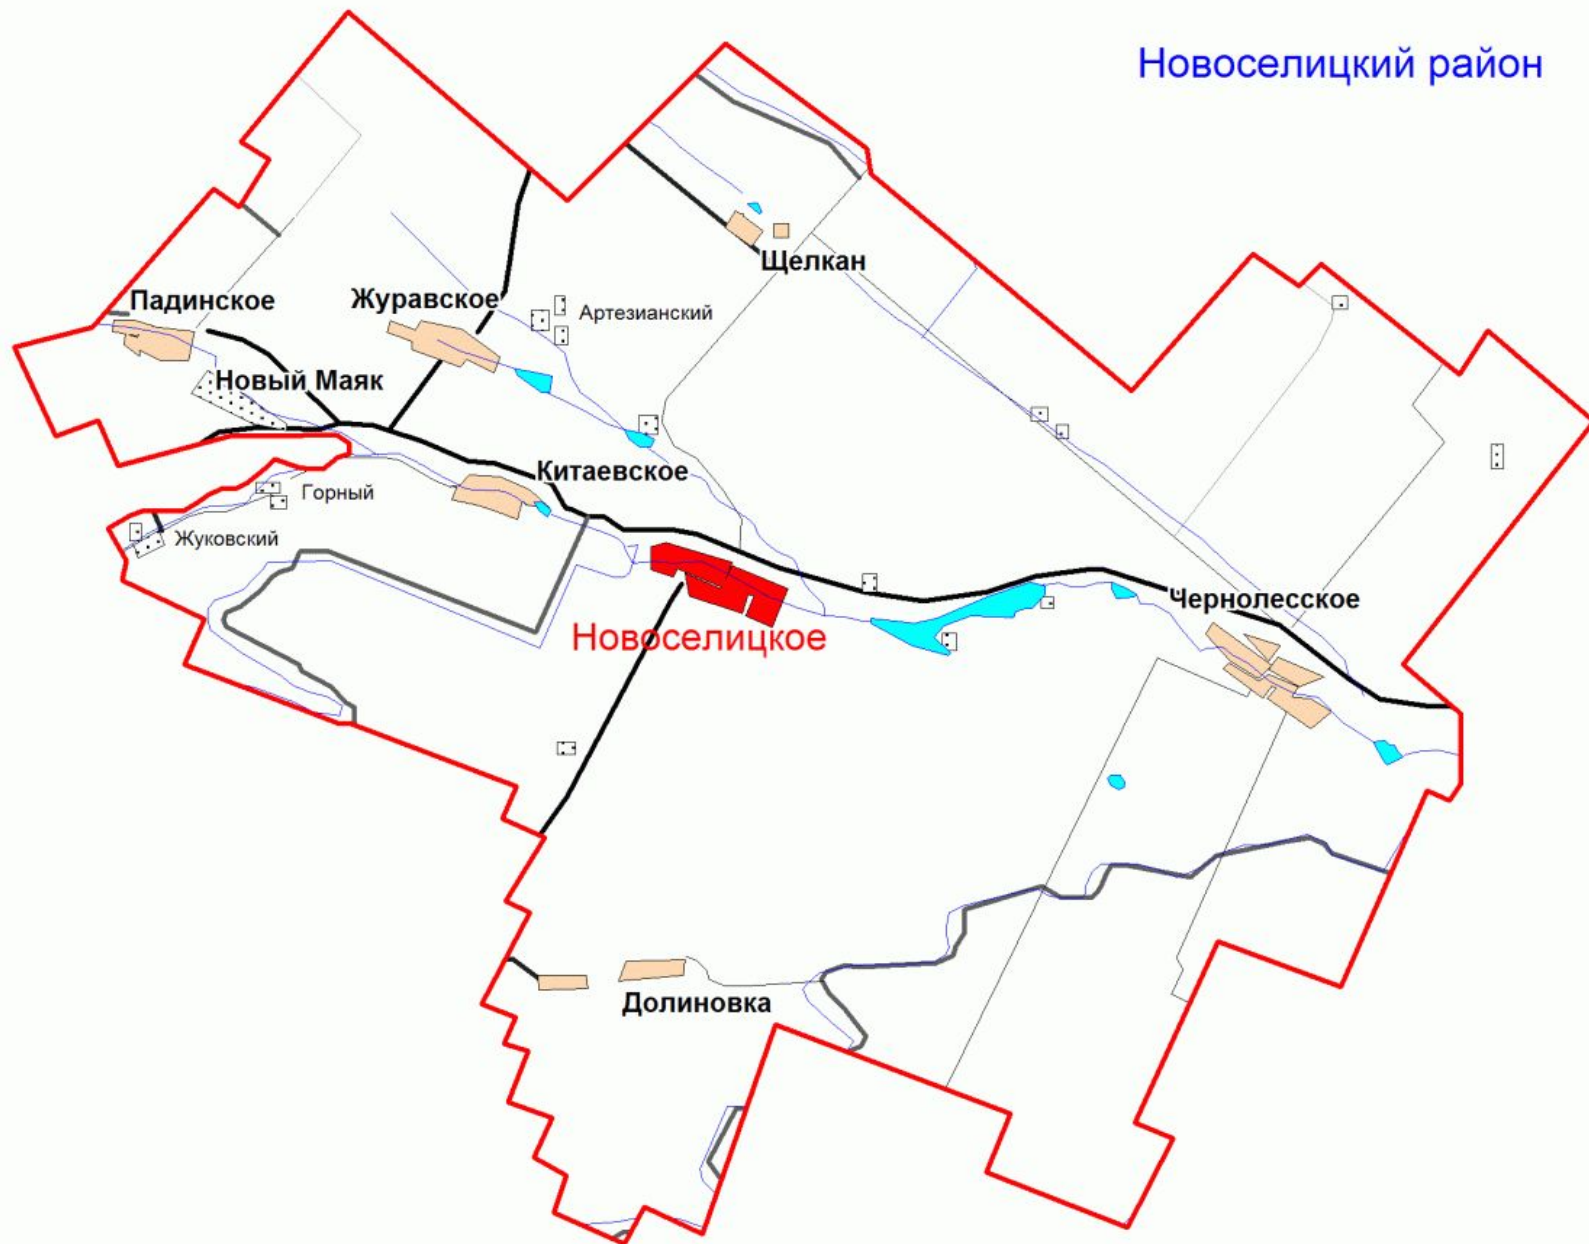 Новоселицкий район
Щелкан
Падинское
Журавское
Артезианский
Новый Маяк
Китаевское
Горный
Жуковский
Чернолесское
Новоселицкое
Долиновка